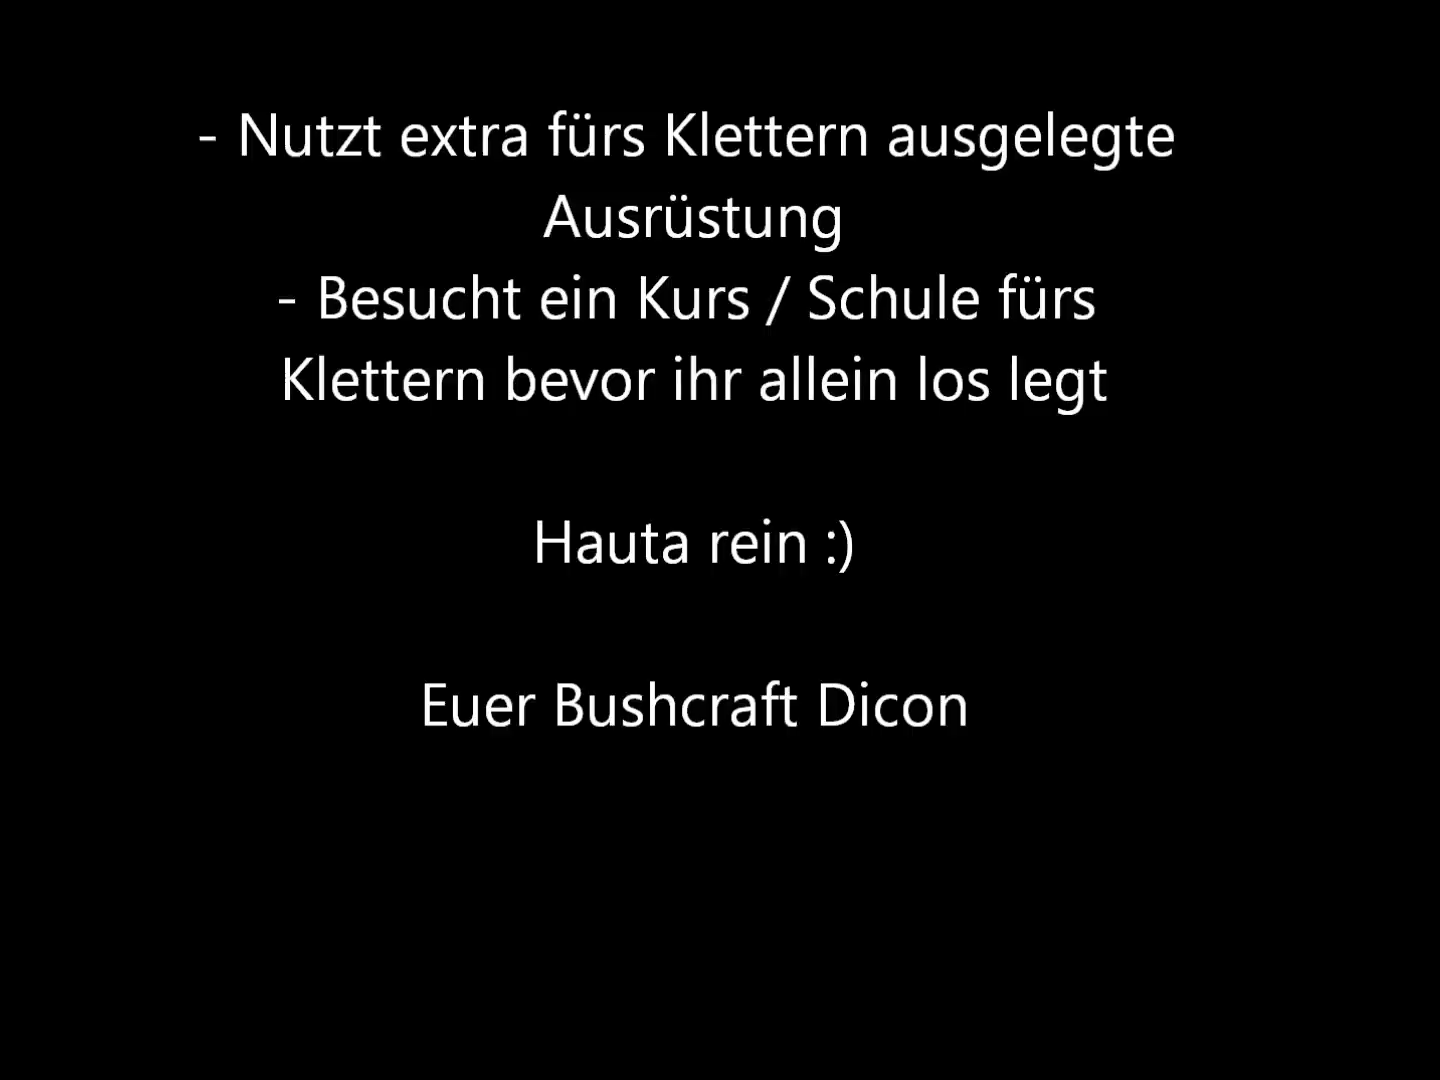 - Nutzt extra fürs Klettern ausgelegte
Ausrüstung
- Besucht ein Kurs / Schule fürs
Klettern bevor ihr allein los legt
Hauta rein :)
Euer Bushcraft Dicon